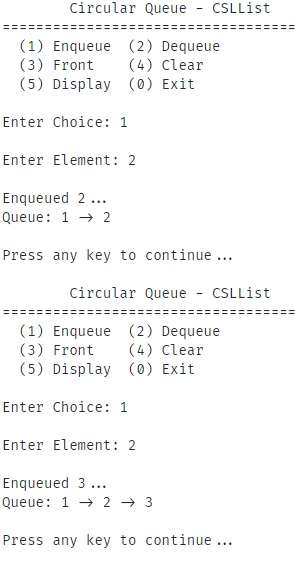 Circular Queue - CSLList
===================================
(1) Enqueue (2) Dequeue
(3) Front (4) Clear
(5) Display (0) Exit
Enter Choice: 1
Enter Element: 2
Enqueued 2...
Queue: 1 → 2
Press any key to continue...
Circular Queue - CSLList
===================================
(1) Enqueue (2) Dequeue
(3) Front (4) Clear
(5) Display (0) Exit
Enter Choice: 1
Enter Element: 2
Enqueued 3...
Queue: 1 → 2 → 3
Press any key to continue...